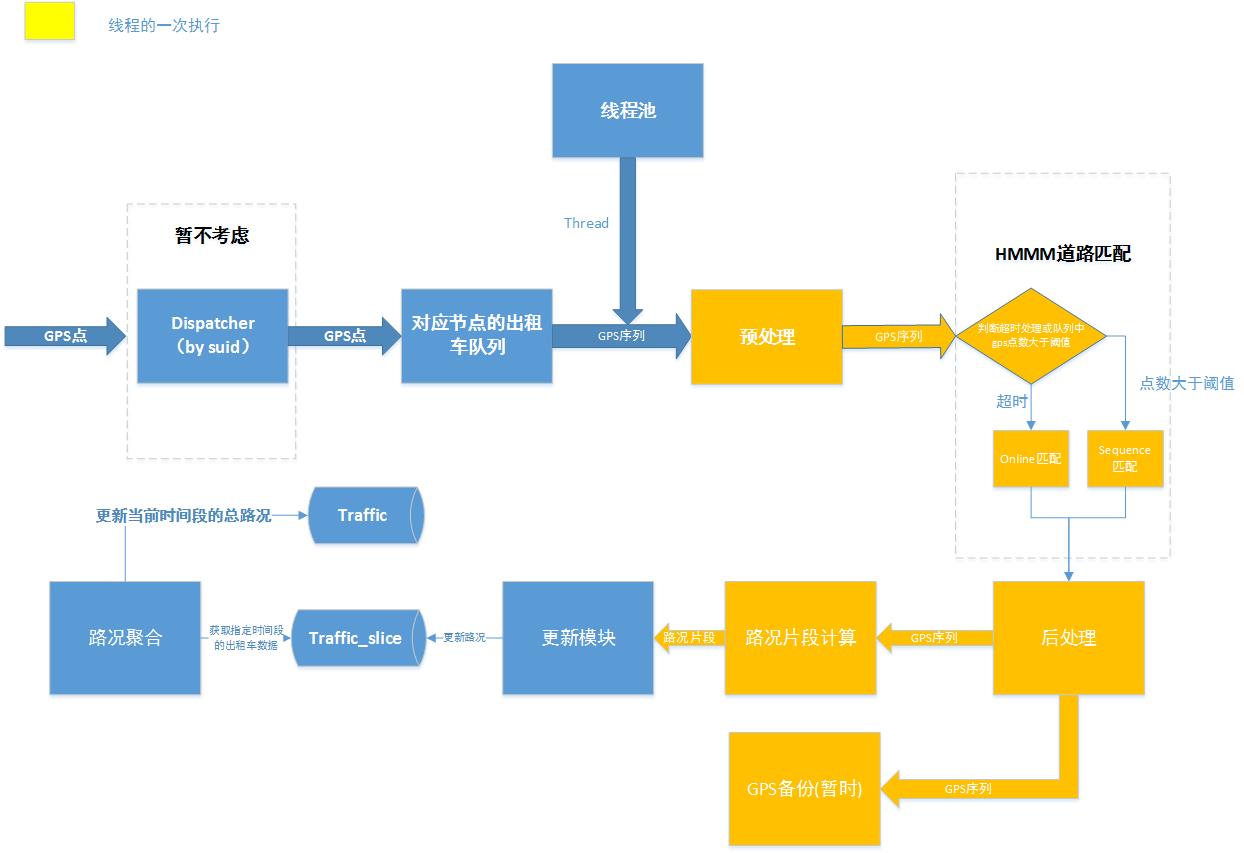 线程的一次执行
线程池
Thread
暂不考虑
HMMM道路匹配
GPS点
Dispatcher
（by suid）
GPS点
对应节点的出租
车队列
GPS序列
预处理
GPS序列
判断超时处理或队列中
gps点数大于阈值
点数大于阈值
超时
Online匹配
Sequence
匹配
更新当前时间段的总路况
Traffic
路况聚合
获取指定时间段
的出租车数据
Traffic_slice
更新路况
更新模块
路况片段
路况片段计算
GPS序列
后处理
GPS备份(暂时)
GPS序列